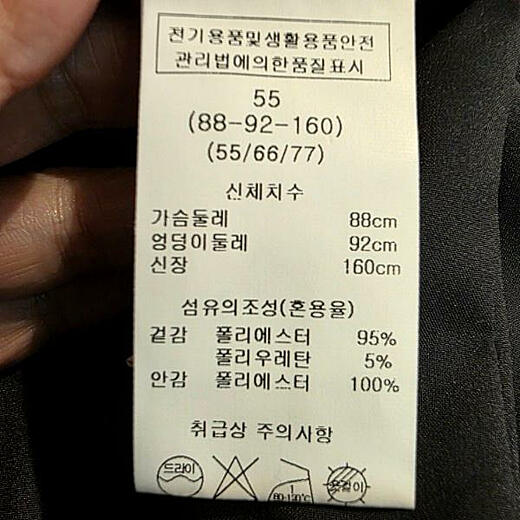 전기용품및생활용품안전
관리법에의한품질표시
55
(88-92-160)
(55/66/77)
신체치수
가슴둘레 88cm
엉덩이둘레 92cm
신장 160cm
섬유의조성(혼용율)
겉감 폴리에스터 95%
폴리우레탄 5%
안감 폴리에스터 100%
취급상 주의사항
드라이
옷걸이